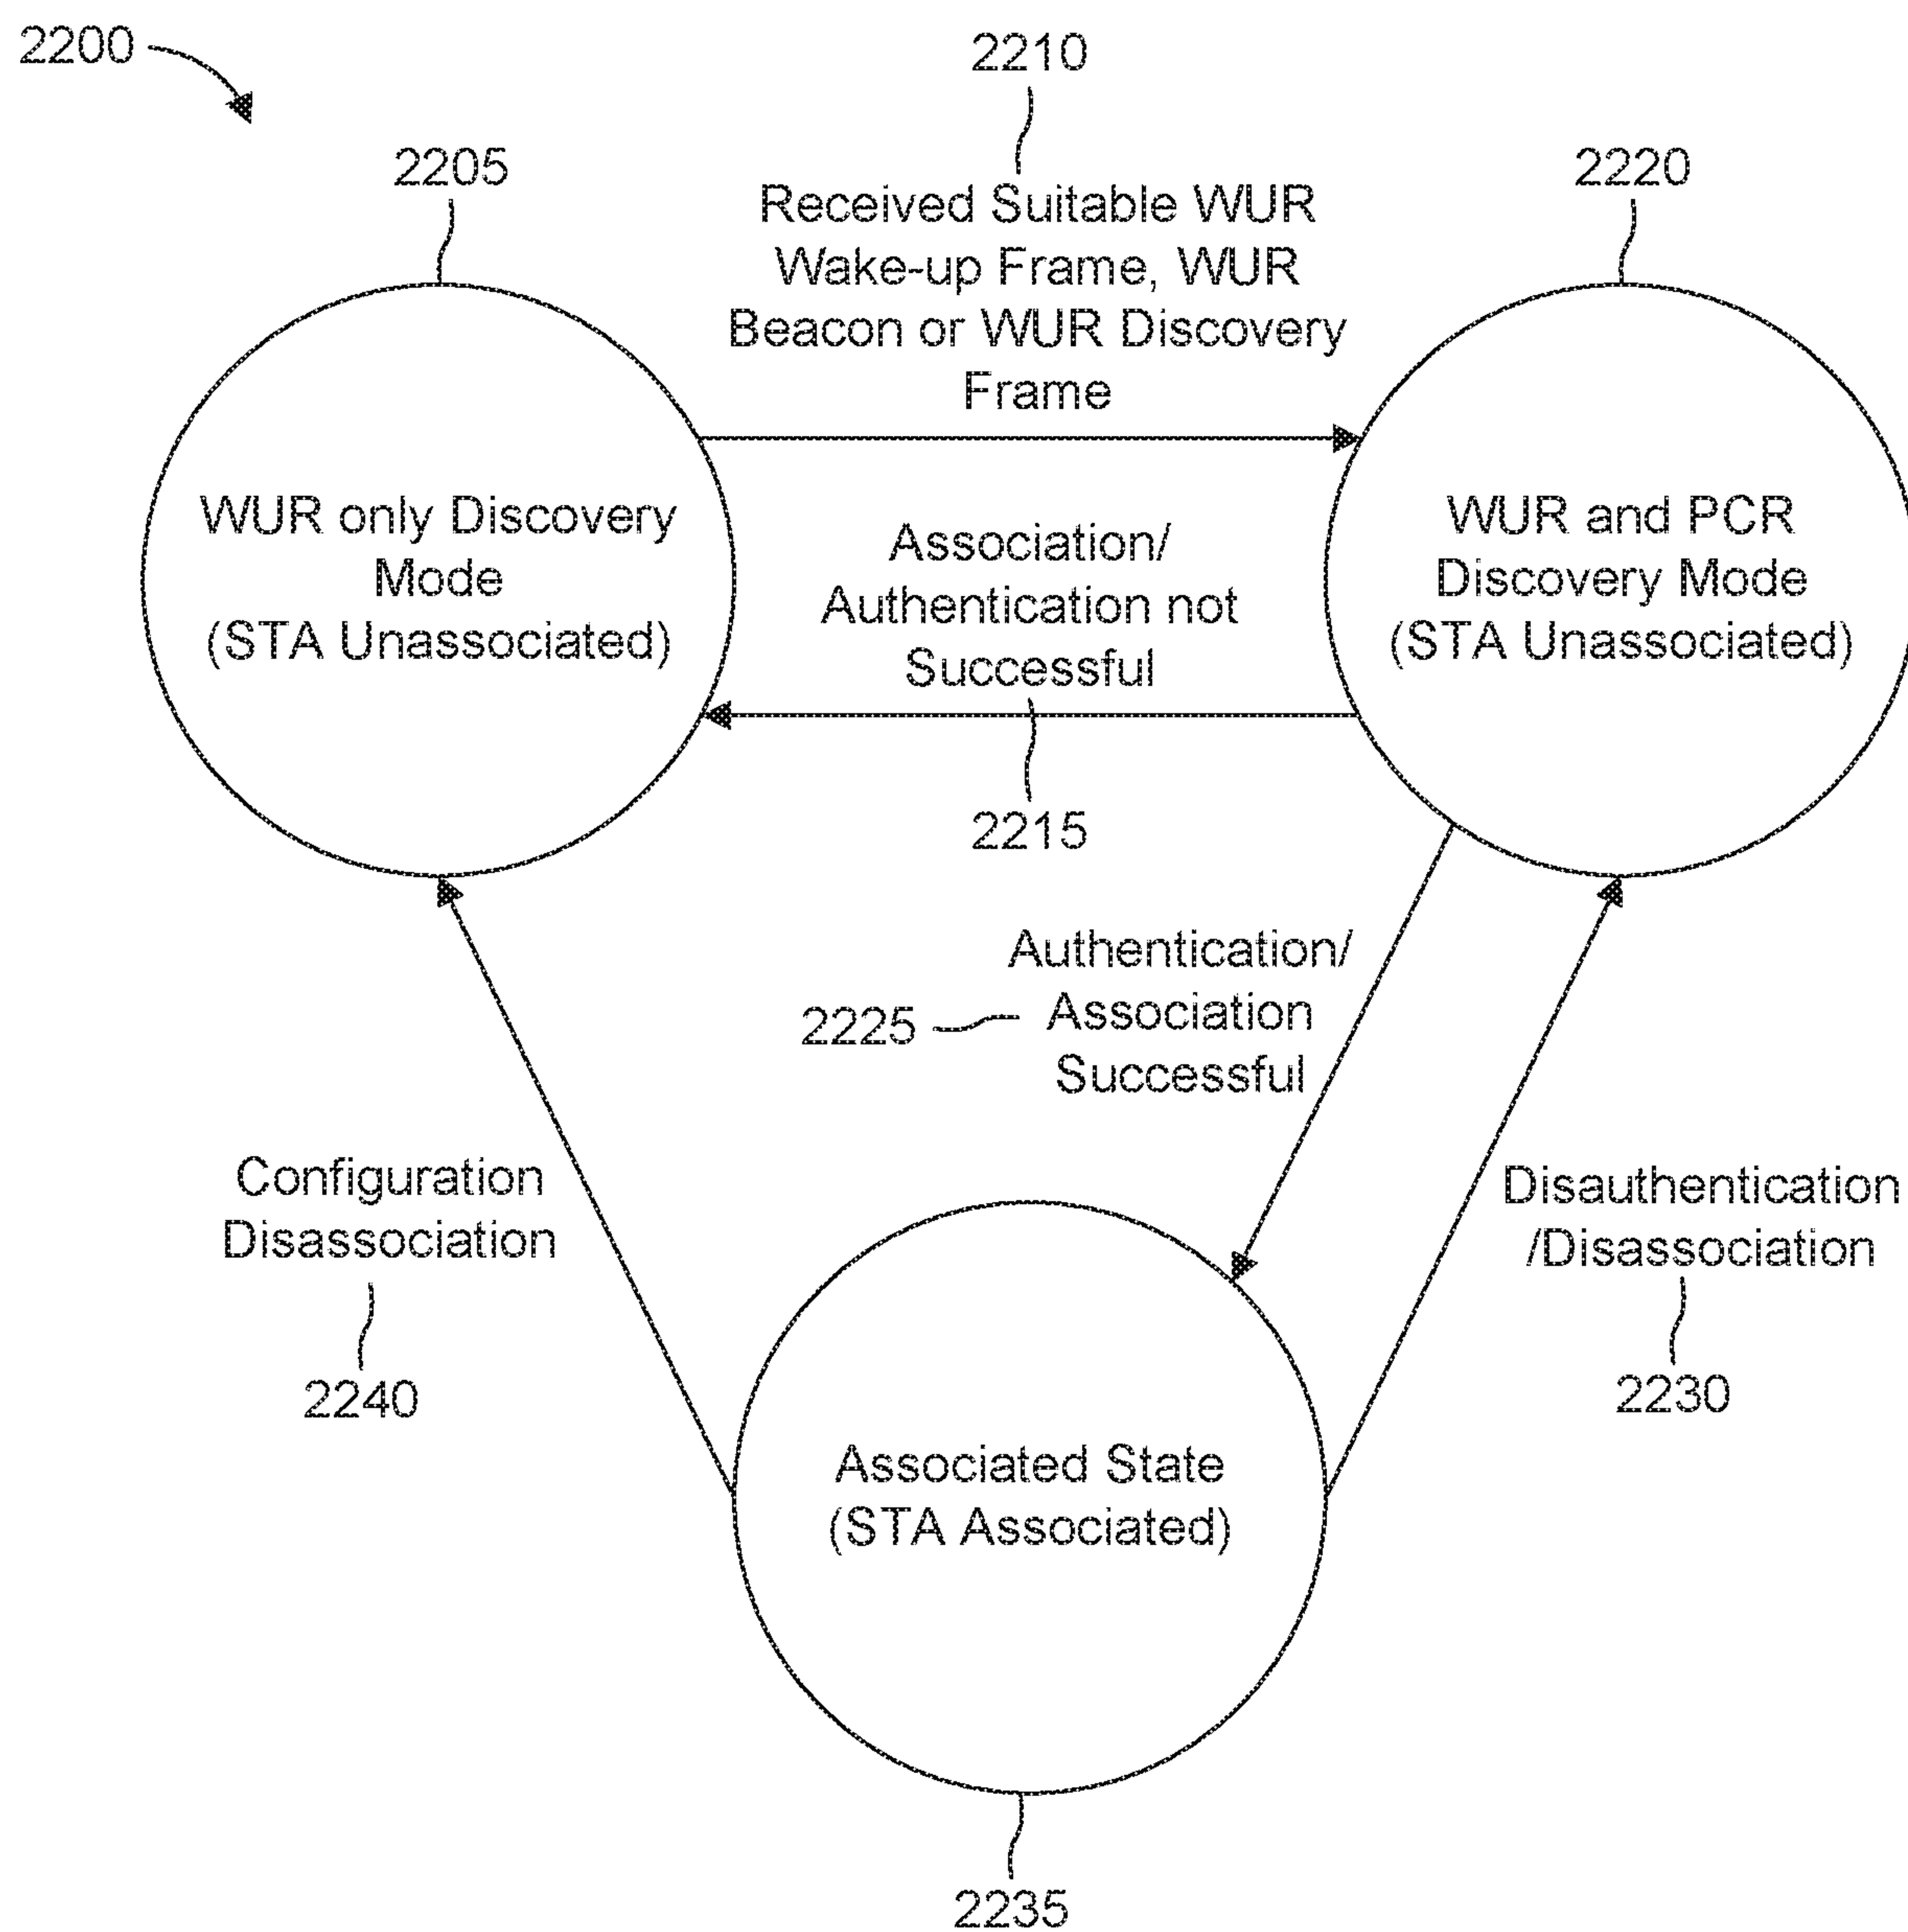 2200
2210
2205
2220
Received Suitable WUR
Wake-up Frame, WUR
Beacon or WUR Discovery
Frame
WUR only Discovery
Mode
(STA Unassociated)
Association/
Authentication not
Successful
WUR and PCR
Discovery Mode
(STA Unassociated)
2215
Authentication/
Association
Successful
2225
Configuration
Disassociation
2240
Disauthentication
/Disassociation
2230
Associated State
(STA Associated)
2235